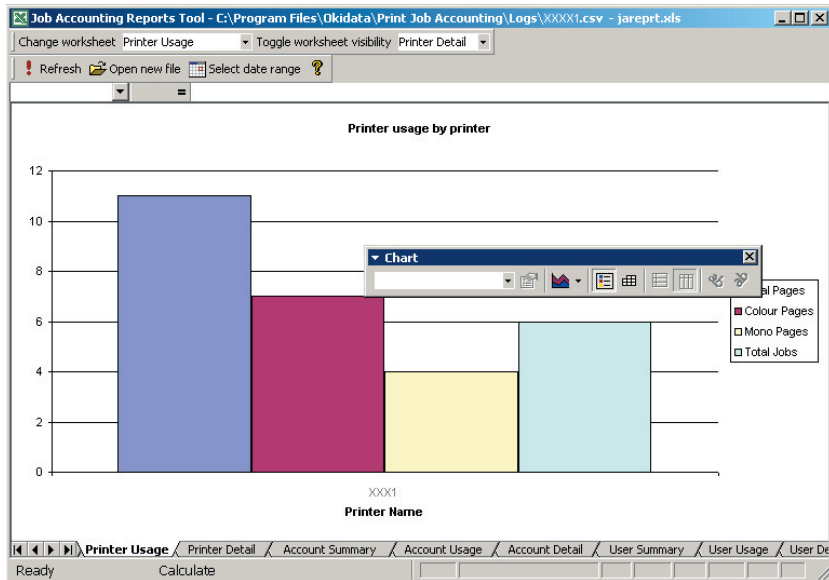 Job Accounting Reports Tool - C:\Program Files\Okidata\Print Job Accounting\Logs\XXXX1.csv - jareprt.xls
Change worksheet Printer Usage Toggle worksheet visibility Printer Detail
Refresh Open new file Select date range ?
=
Printer usage by printer
12
10
8
6
4
2
0
Chart
al Pages
Colour Pages
Mono Pages
Total Jobs
XXX1
Printer Name
Printer Usage Printer Detail Account Summary Account Usage Account Detail User Summary User Usage User De
Ready Calculate